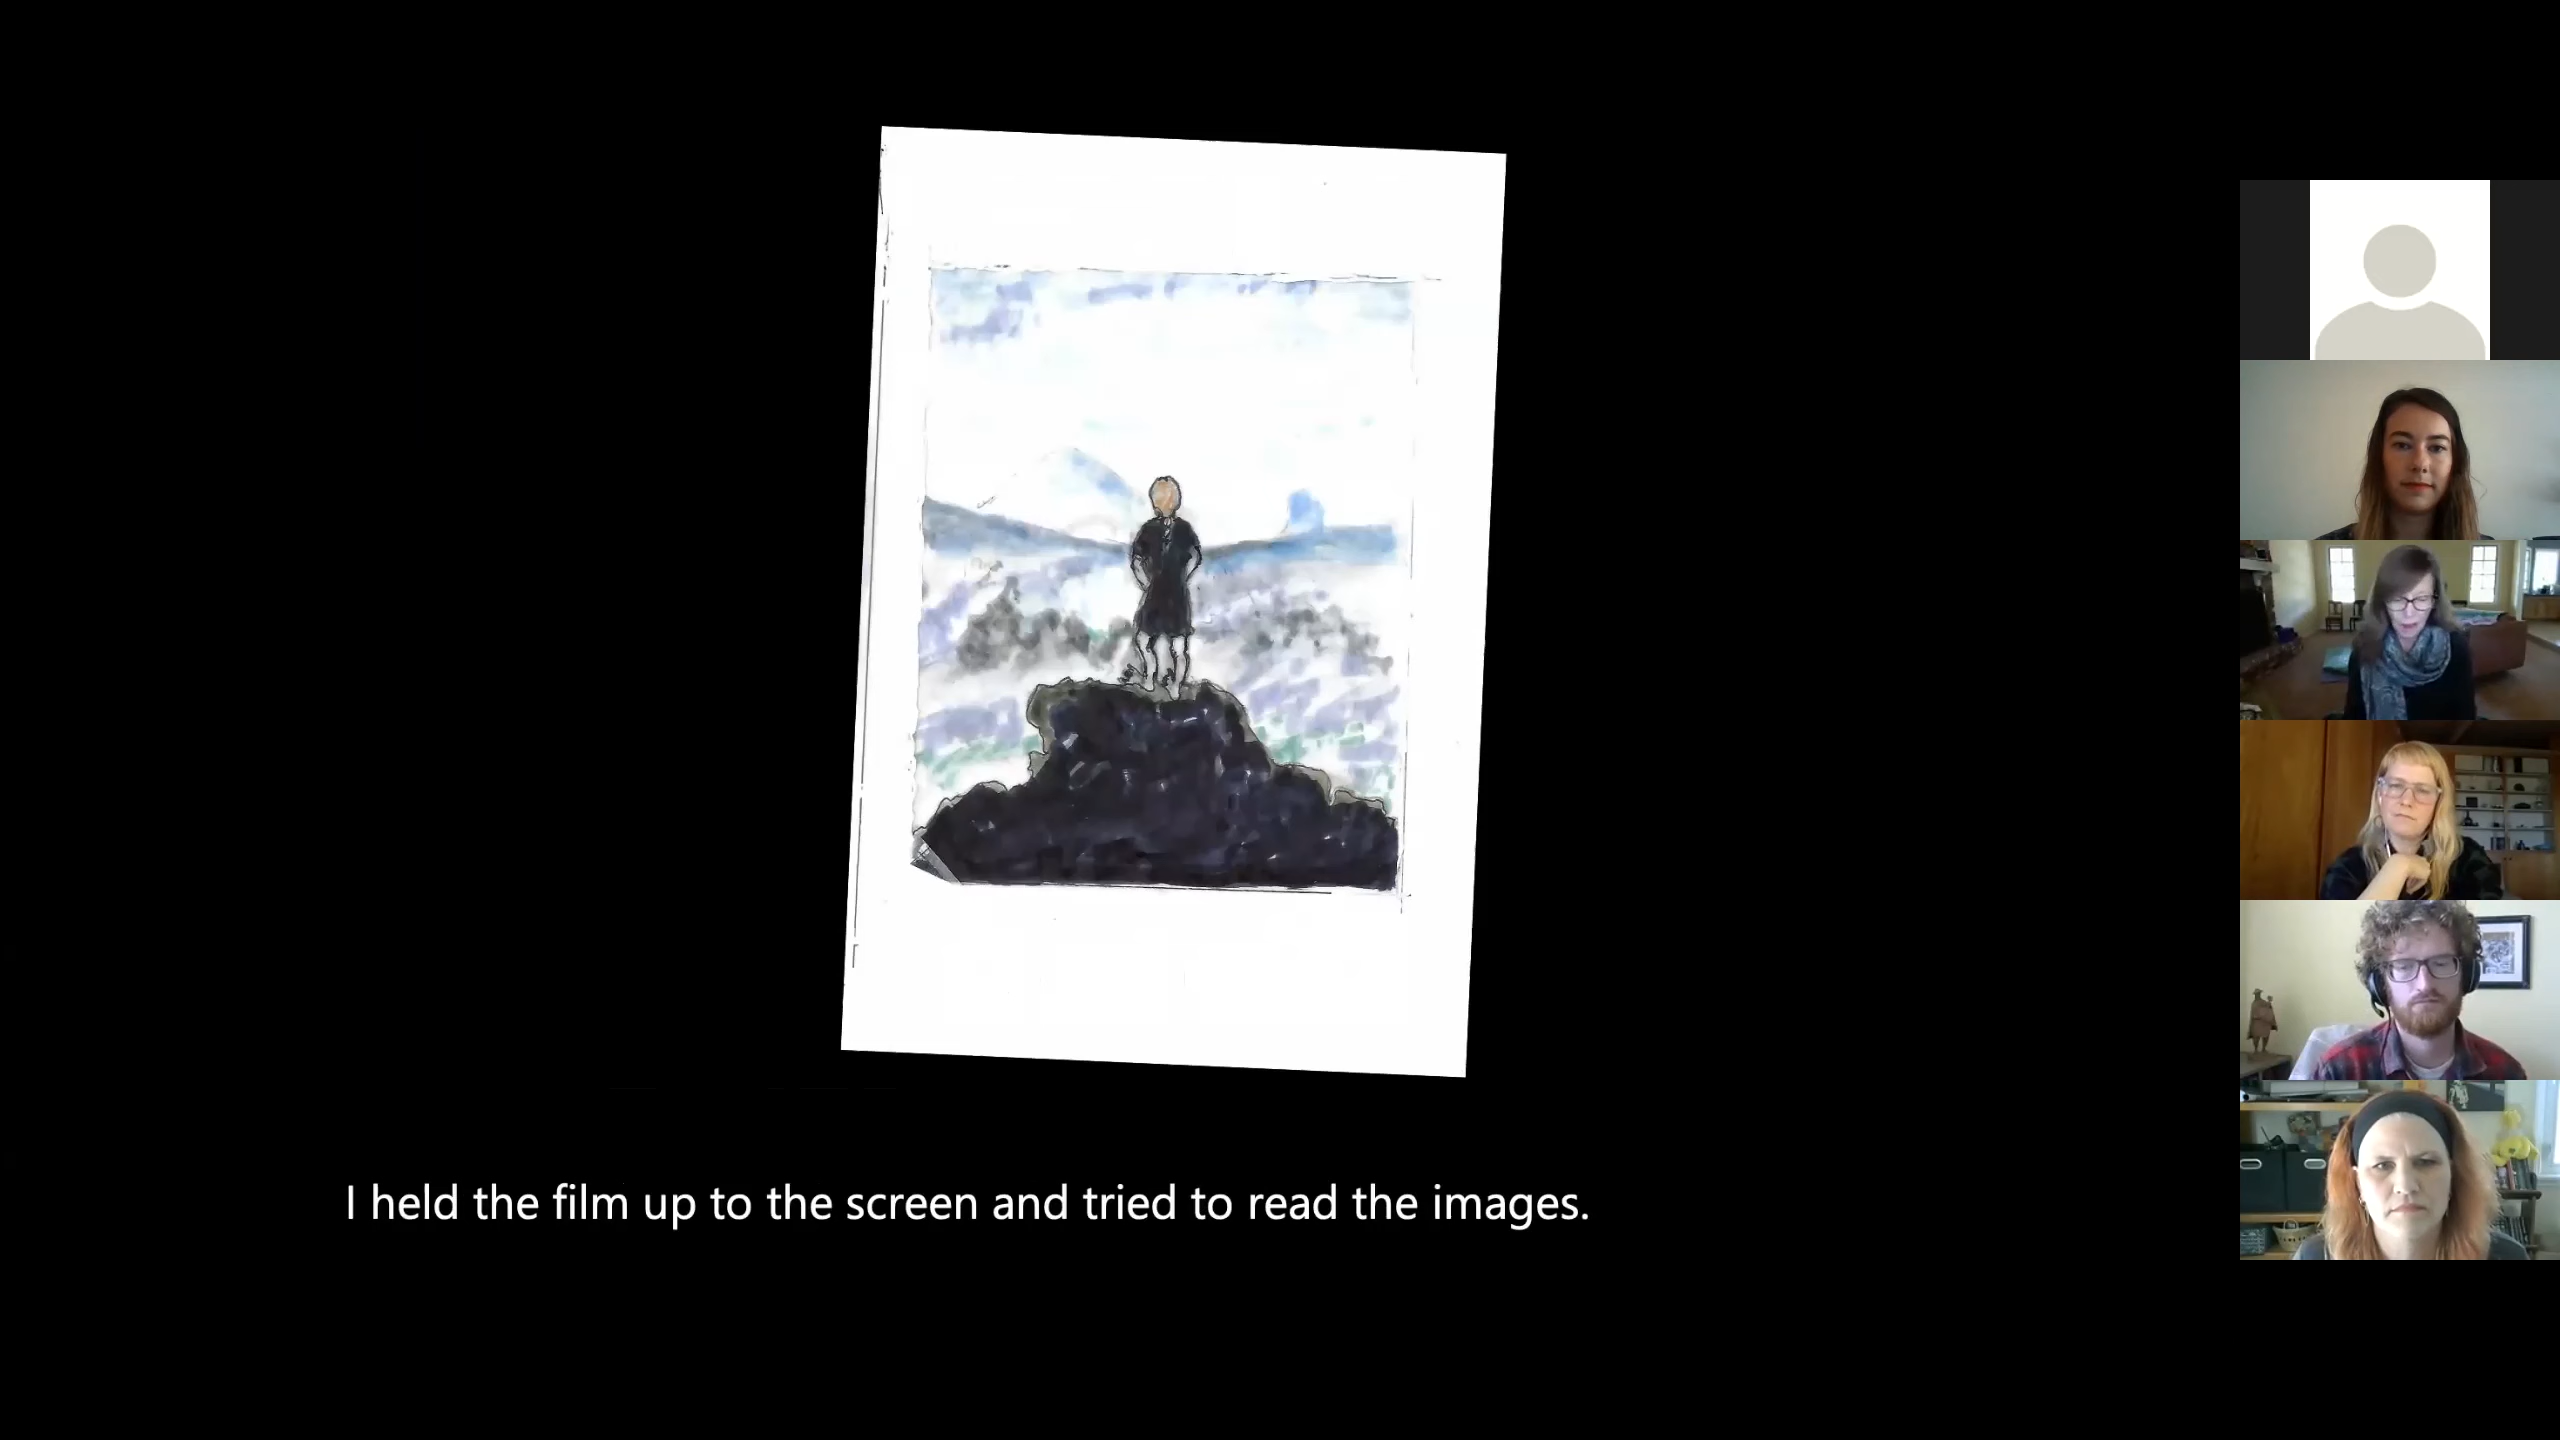 I held the film up to the screen and tried to read the images.